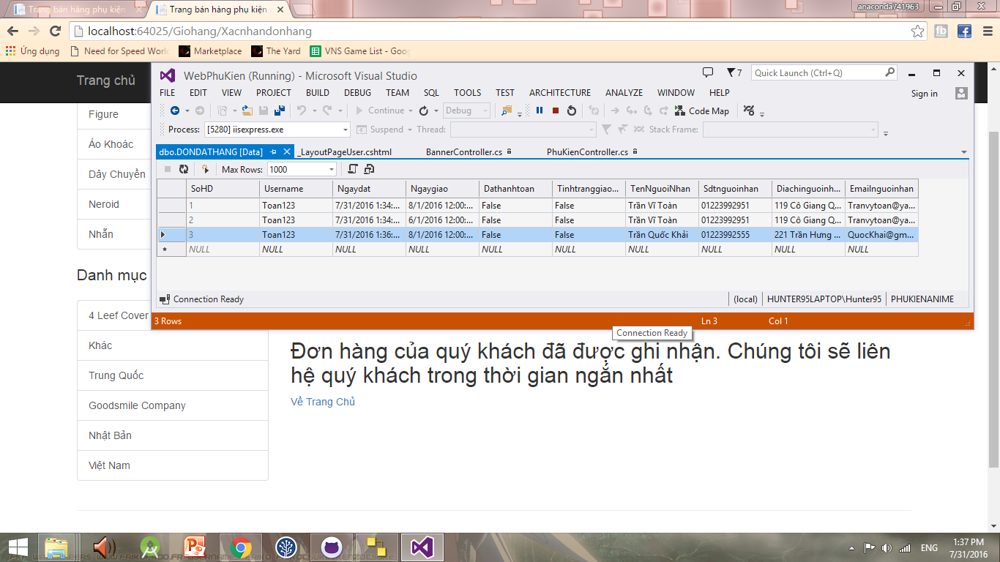 Trang bán hàng phụ kiện
Trang bán hàng phụ kiện
anaconda741963
localhost:64025/Giohang/Xacnhandonhang
Ứng dụng
Need for Speed World
Marketplace
The Yard
VNS Game List - Goo
Trang chủ
WebPhuKien (Running) - Microsoft Visual Studio
7
Quick Launch (Ctrl+Q)
FILE EDIT VIEW PROJECT BUILD DEBUG TEAM SQL TOOLS TEST ARCHITECTURE ANALYZE WINDOW HELP
Sign in
Continue
Debug
Code Map
Process: [5280] iisexpress.exe
Suspend
Thread:
Stack Frame:
dbo.DONDATHANG [Data]
_LayoutPageUser.cshtml
BannerController.cs
PhuKienController.cs
Max Rows: 1000
SoHD Username Ngaydat Ngaygiao Dathanhtoan Tinhtranggiao... TenNguoiNhan Sdtnguoinhan Diachinguoinh... Emailnguoinhan
1 Toan123 7/31/2016 1:34:... 8/1/2016 12:00:... False False Trần Vĩ Toàn 01223992951 119 Cô Giang Q... Tranvytoan@ya...
2 Toan123 7/31/2016 1:34:... 6/1/2016 12:00:... False False Trần Vĩ Toàn 01223992951 119 Cô Giang Q... Tranvytoan@ya...
3 Toan123 7/31/2016 1:36:... 8/1/2016 12:00:... False False Trần Quốc Khải 01223992555 221 Trần Hưng ... QuocKhai@gm...
NULL NULL NULL NULL NULL NULL NULL NULL NULL NULL
Connection Ready
(local)
HUNTER95LAPTOP\Hunter95
PHUKIENANIME
3 Rows
Ln 3
Col 1
Connection Ready
Figure
Áo Khoác
Dây Chuyền
Neroid
Nhẫn
Danh mục
4 Leef Cover
Khác
Trung Quốc
Goodsmile Company
Nhật Bản
Việt Nam
Đơn hàng của quý khách đã được ghi nhận. Chúng tôi sẽ liên
hệ quý khách trong thời gian ngắn nhất
Về Trang Chủ
ENG
1:37 PM
7/31/2016